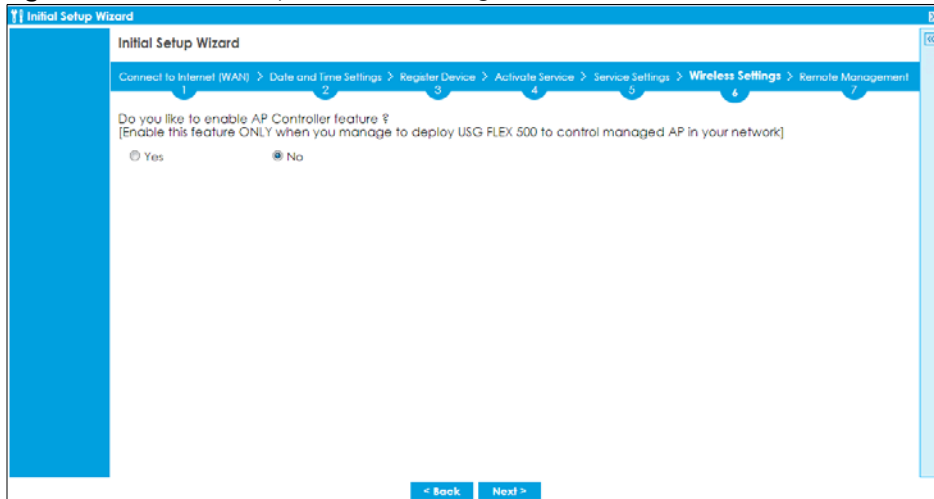 Initial Setup Wizard
Initial Setup Wizard
Connect to Internet (WAN) > Date and Time Settings > Register Device > Activate Service > Service Settings > Wireless Settings > Remote Management
1 2 3 4 5 6 7
Do you like to enable AP Controller feature ?
[Enable this feature ONLY when you manage to deploy USG FLEX 500 to control managed AP in your network]
Yes No
< Back Next >